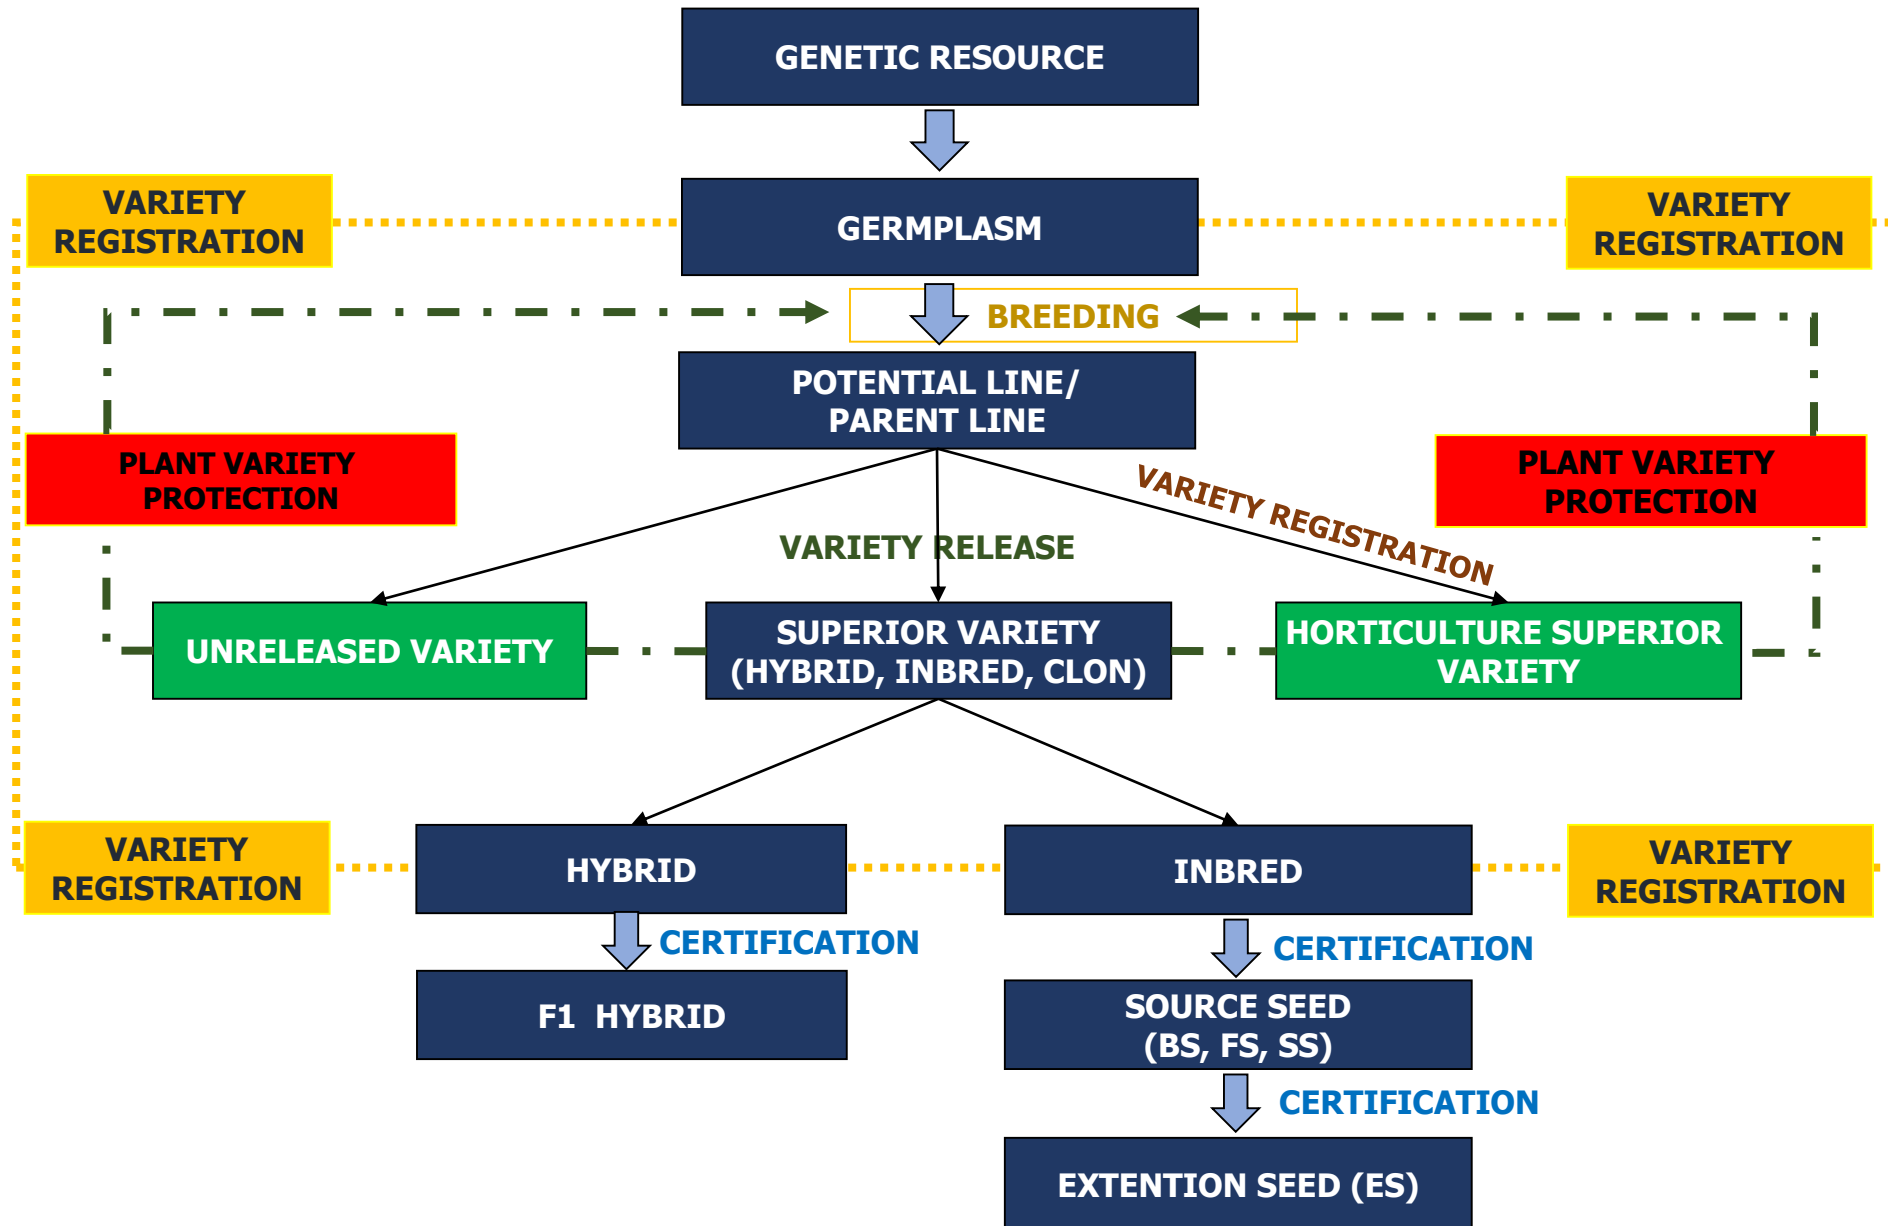 GENETIC RESOURCE
VARIETY
REGISTRATION
GERMPLASM
VARIETY
REGISTRATION
BREEDING
POTENTIAL LINE/
PARENT LINE
PLANT VARIETY
PROTECTION
PLANT VARIETY
PROTECTION
VARIETY RELEASE
VARIETY REGISTRATION
UNRELEASED VARIETY
SUPERIOR VARIETY
(HYBRID, INBRED, CLON)
HORTICULTURE SUPERIOR
VARIETY
VARIETY
REGISTRATION
HYBRID
INBRED
VARIETY
REGISTRATION
CERTIFICATION
CERTIFICATION
F1 HYBRID
SOURCE SEED
(BS, FS, SS)
CERTIFICATION
EXTENTION SEED (ES)